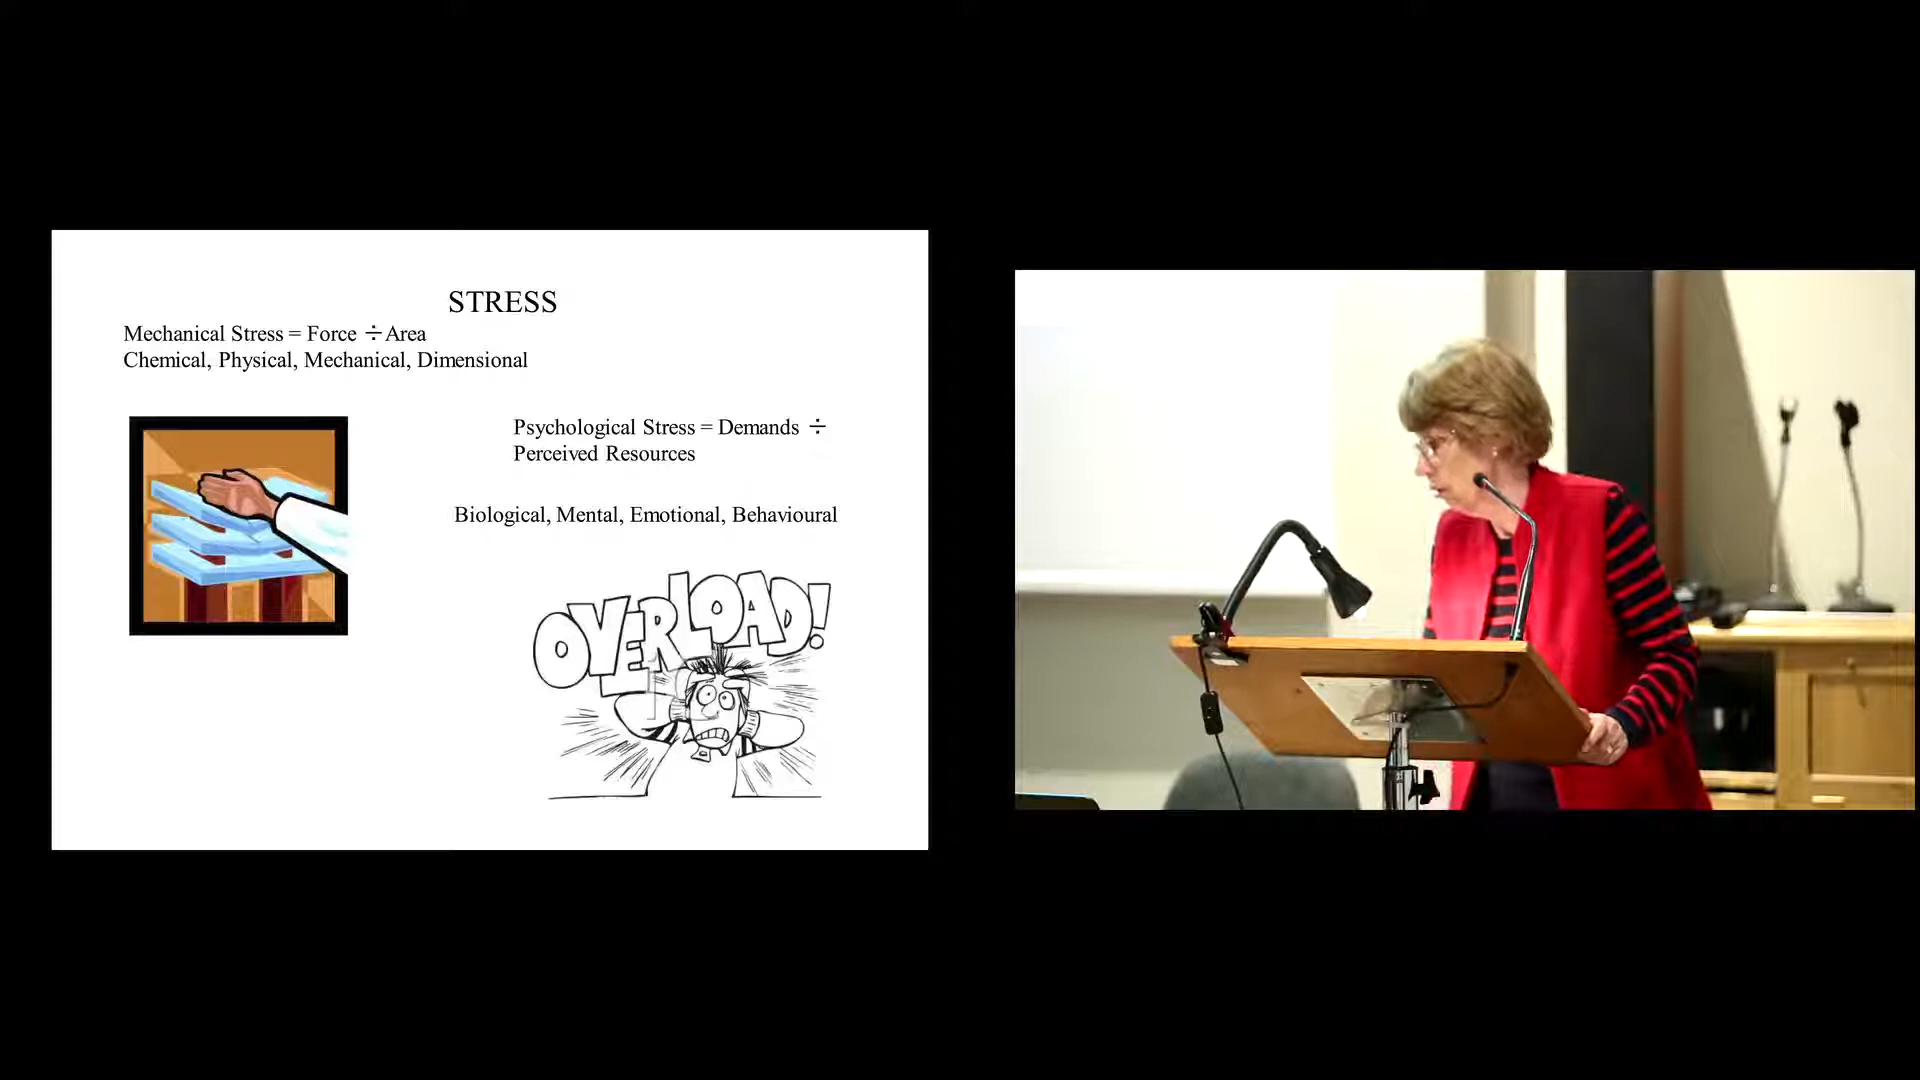 STRESS
Mechanical Stress = Force ÷ Area
Chemical, Physical, Mechanical, Dimensional
Psychological Stress = Demands ÷
Perceived Resources
Biological, Mental, Emotional, Behavioural
OVERLOAD!